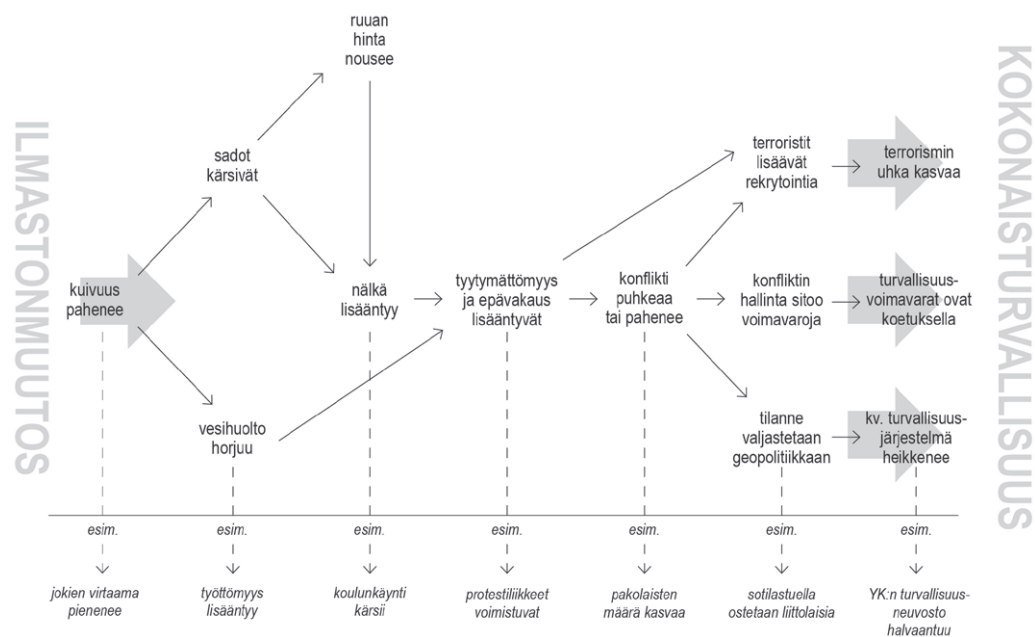 ILMASTONMUUTOS
kuivuus
pahenee
sadot
kärsivät
vesihuolto
horjuu
ruuan
hinta
nousee
nälkä
lisääntyy
tyytymättömyys
ja epävakaus
lisääntyvät
konflikti
puhkeaa
tai pahenee
terroristit
lisäävät
rekrytointia
konfliktin
hallinta sitoo
voimavaroja
tilanne
valjastetaan
geopolitiikkaan
terrorismin
uhka kasvaa
turvallisuus-
voimavarat ovat
koetuksella
kv. turvallisuus-
järjestelmä
heikkenee
KOKONAISTURVALLISUUS
esim.
jokien virtaama
pienenee
esim.
työttömyys
lisääntyy
esim.
koulunkäynti
kärsii
esim.
protestiliikkeet
voimistuvat
esim.
pakolaisten
määrä kasvaa
esim.
sotilastuella
ostetaan liittolaisia
esim.
YK:n turvallisuus-
neuvosto
halvaantuu